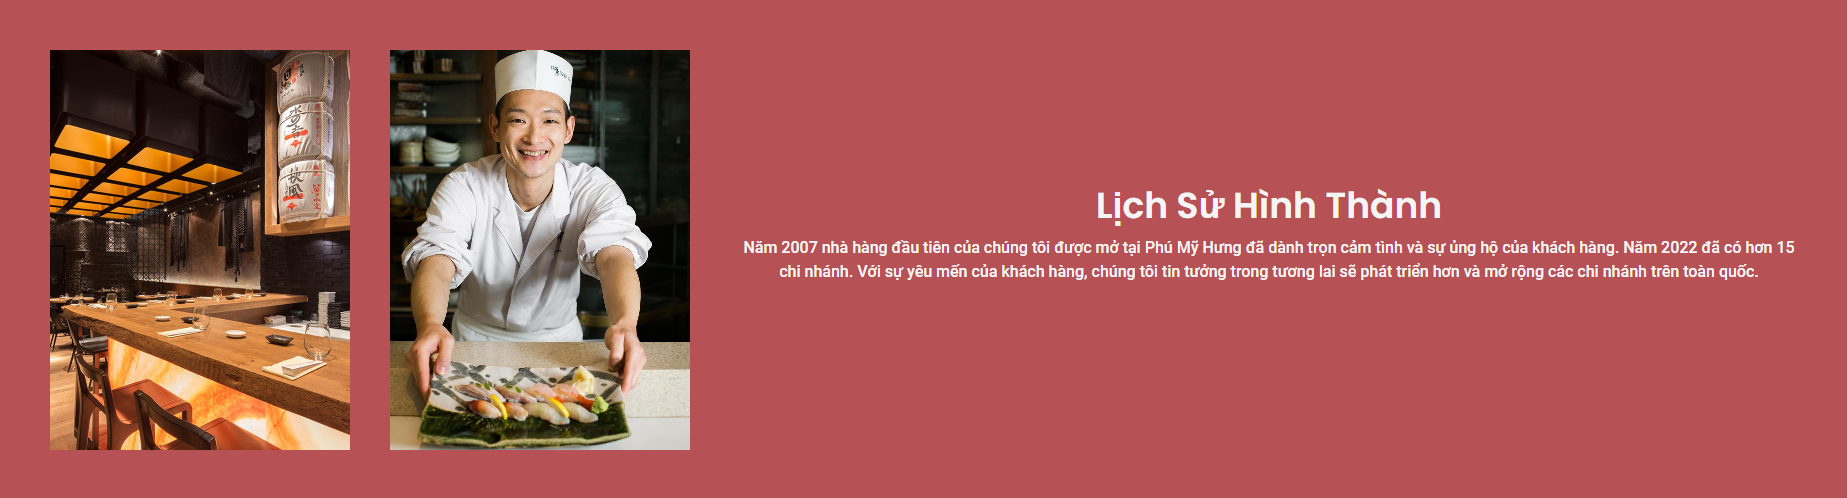 Lịch Sử Hình Thành
Năm 2007 nhà hàng đầu tiên của chúng tôi được mở tại Phú Mỹ Hưng đã dành trọn cảm tình và sự ủng hộ của khách hàng. Năm 2022 đã có hơn 15
chi nhánh. Với sự yêu mến của khách hàng, chúng tôi tin tưởng trong tương lai sẽ phát triển hơn và mở rộng các chi nhánh trên toàn quốc.